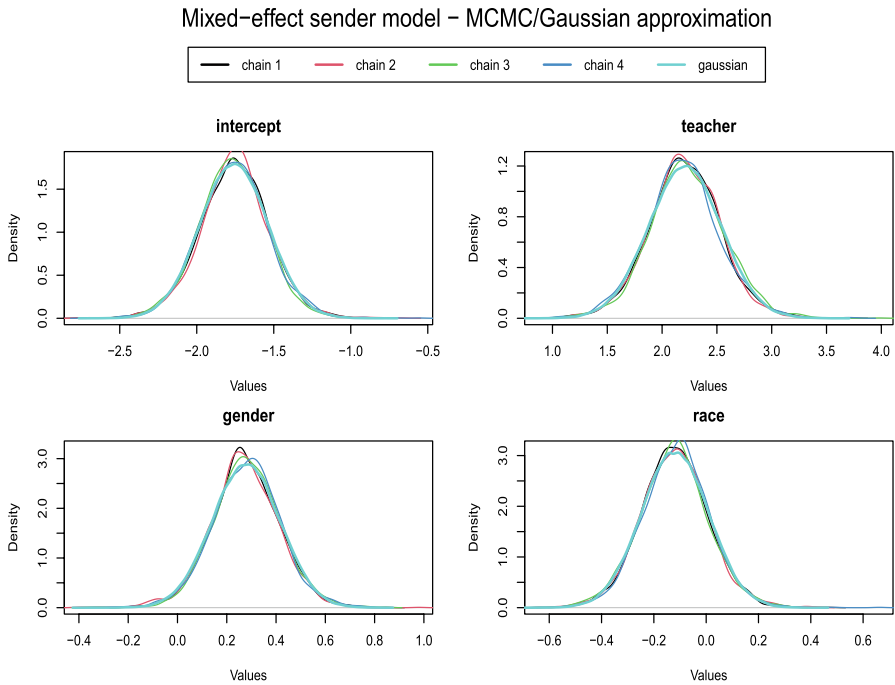 Mixed−effect sender model − MCMC/Gaussian approximation
chain 1 chain 2 chain 3 chain 4 gaussian
intercept
Density
0.0 0.5 1.0 1.5
−2.5 −2.0 −1.5 −1.0 −0.5
Values
teacher
Density
0.0 0.4 0.8 1.2
1.0 1.5 2.0 2.5 3.0 3.5 4.0
Values
gender
Density
0.0 1.0 2.0 3.0
−0.4 −0.2 0.0 0.2 0.4 0.6 0.8 1.0
Values
race
Density
0.0 1.0 2.0 3.0
−0.6 −0.4 −0.2 0.0 0.2 0.4 0.6
Values